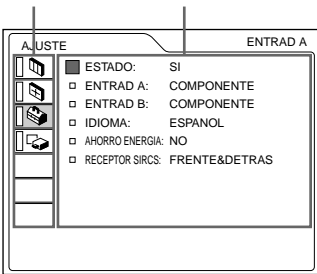 AJUSTE
ENTRAD A
ESTADO: SI
ENTRAD A: COMPONENTE
ENTRAD B: COMPONENTE
IDIOMA: ESPANOL
AHORRO ENERGIA: NO
RECEPTOR SIRCS: FRENTE&DETRAS